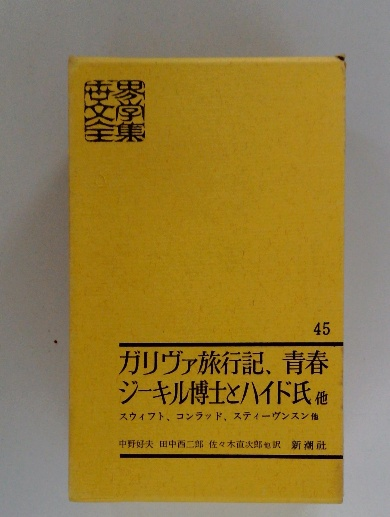 世界
文学
全集
45
ガリヴァ旅行記、青春
ジーキル博士とハイド氏 他
スウィフト、コンラッド、スティーヴンスン他
中野好夫 田中西二郎 佐々木直次郎他訳 新潮社